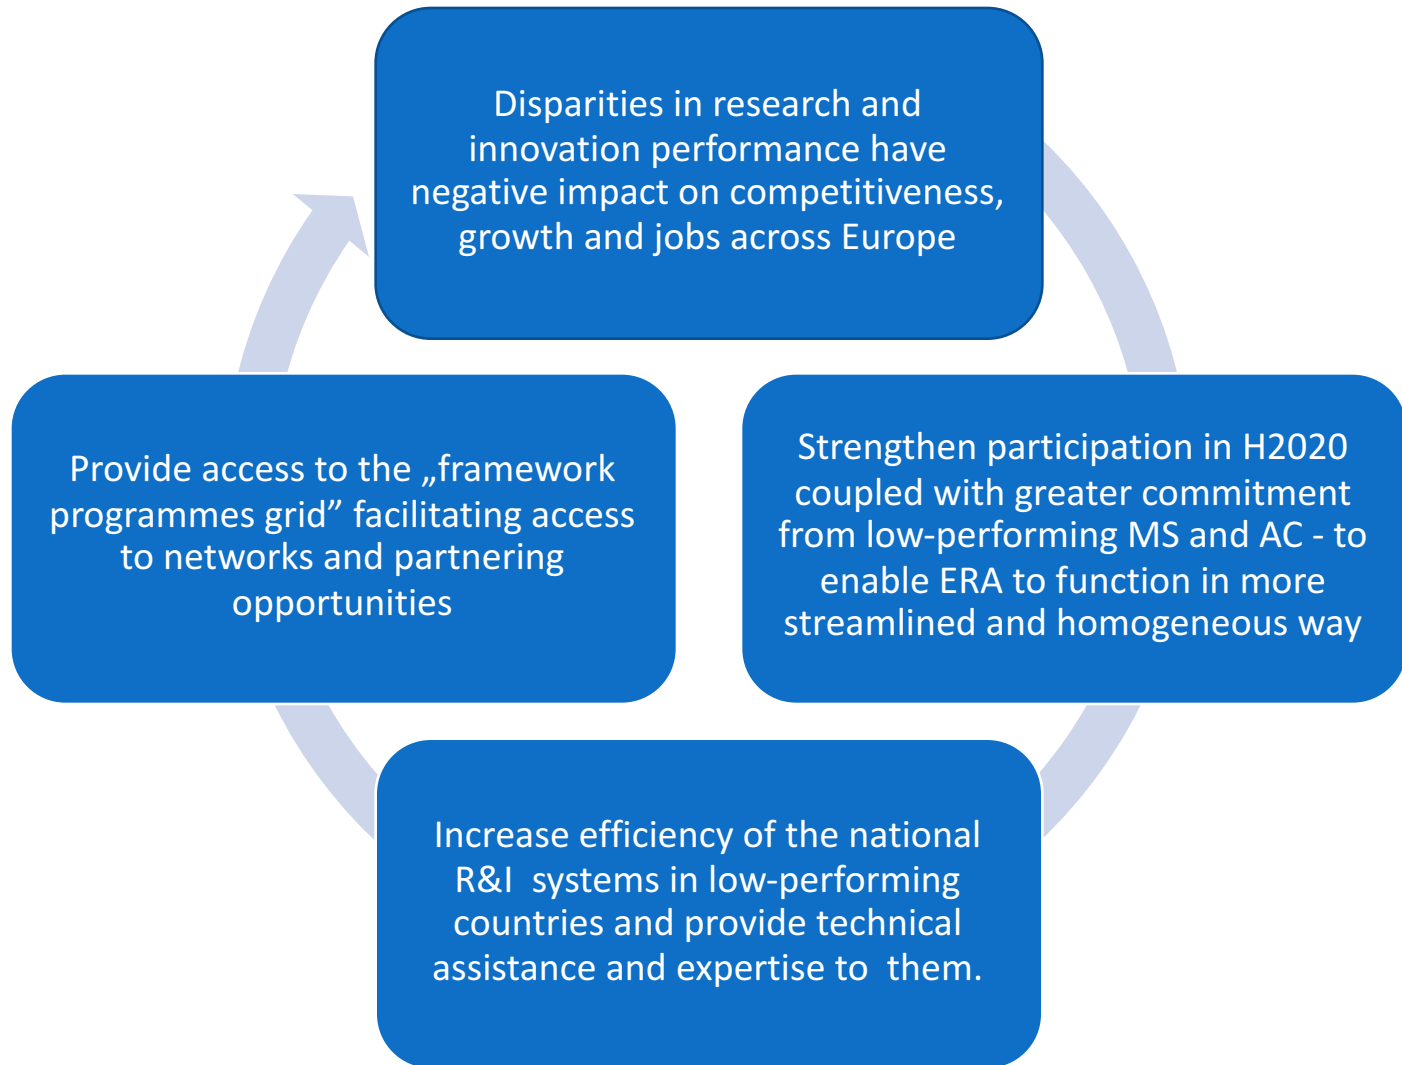 Disparities in research and
innovation performance have
negative impact on competitiveness,
growth and jobs across Europe
Strengthen participation in H2020
coupled with greater commitment
from low-performing MS and AC - to
enable ERA to function in more
streamlined and homogeneous way
Increase efficiency of the national
R&I  systems in low-performing
countries and provide technical
assistance and expertise to  them.
Provide access to the „framework
programmes grid” facilitating access
to networks and partnering
opportunities